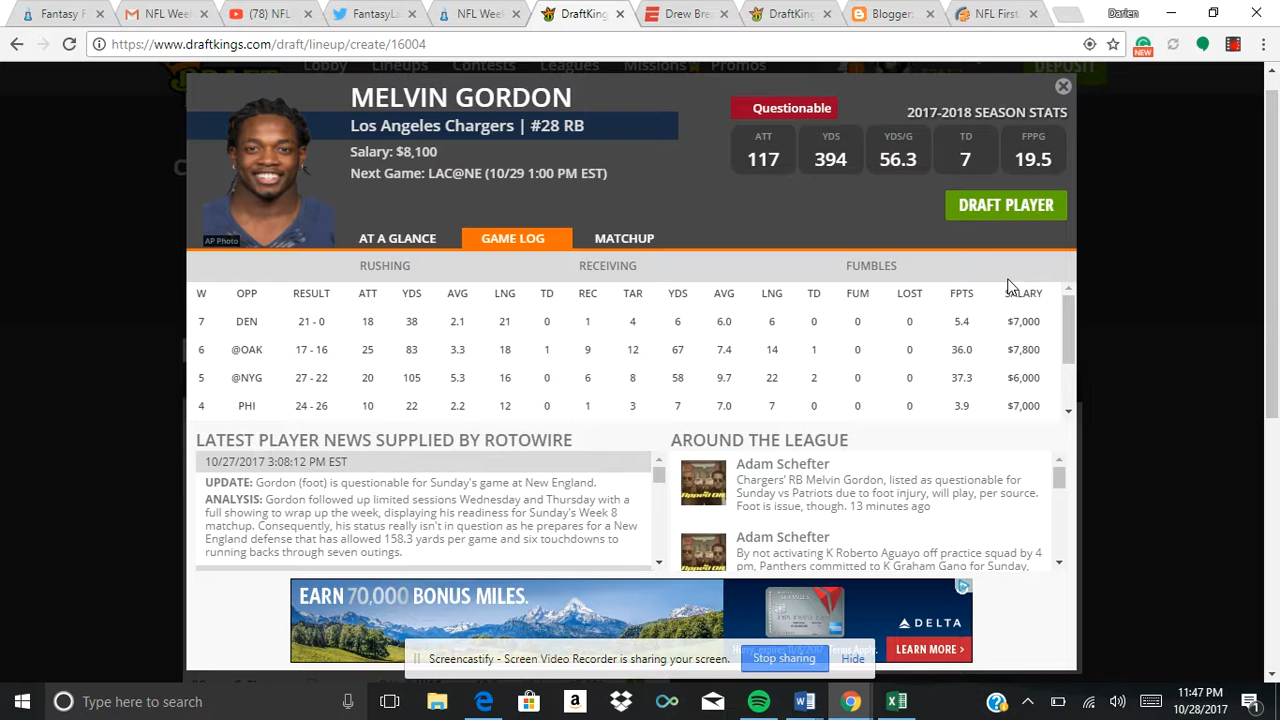 Fantasy F
NFL Wee
(78) NFL
FantasyLa
NFL Week
DraftKing
Drew Bre
DraftKing
Blogger:
NFL First
Darien
https://www.draftkings.com/draft/lineup/create/16004
NEW
Lobby Lineups Contests Leagues Missions Promos
DEPOSIT
MELVIN GORDON
Los Angeles Chargers | #28 RB
Salary: $8,100
Next Game: LAC@NE (10/29 1:00 PM EST)
AP Photo
Questionable
2017-2018 SEASON STATS
ATT YDS YDS/G TD FPPG
117 394 56.3 7 19.5
DRAFT PLAYER
AT A GLANCE GAME LOG MATCHUP
RUSHING RECEIVING FUMBLES
W OPP RESULT ATT YDS AVG LNG TD REC TAR YDS AVG LNG TD FUM LOST FPTS SALARY
7 DEN 21 - 0 18 38 2.1 21 0 1 4 6 6.0 6 0 0 0 5.4 $7,000
6 @OAK 17 - 16 25 83 3.3 18 1 9 12 67 7.4 14 1 0 0 36.0 $7,800
5 @NYG 27 - 22 20 105 5.3 16 0 6 8 58 9.7 22 2 0 0 37.3 $6,000
4 PHI 24 - 26 10 22 2.2 12 0 1 3 7 7.0 7 0 0 0 3.9 $7,000
LATEST PLAYER NEWS SUPPLIED BY ROTOWIRE
10/27/2017 3:08:12 PM EST
UPDATE: Gordon (foot) is questionable for Sunday's game at New England.
ANALYSIS: Gordon followed up limited sessions Wednesday and Thursday with a
full showing to wrap up the week, displaying his readiness for Sunday's Week 8
matchup. Consequently, his status really isn't in question as he prepares for a New
England defense that has allowed 158.3 yards per game and six touchdowns to
running backs through seven outings.
AROUND THE LEAGUE
Adam Schefter
Chargers' RB Melvin Gordon, listed as questionable for
Sunday vs Patriots due to foot injury, will play, per source.
Foot is issue, though. 13 minutes ago
Adam Schefter
By not activating K Roberto Aguayo off practice squad by 4
pm, Panthers committed to K Graham Gano for Sunday,
EARN 70,000 BONUS MILES.
DELTA
LEARN MORE >
Screencastify - Screen Video Recorder is sharing your screen.
Stop sharing
Hide
Type here to search
11:47 PM
10/28/2017